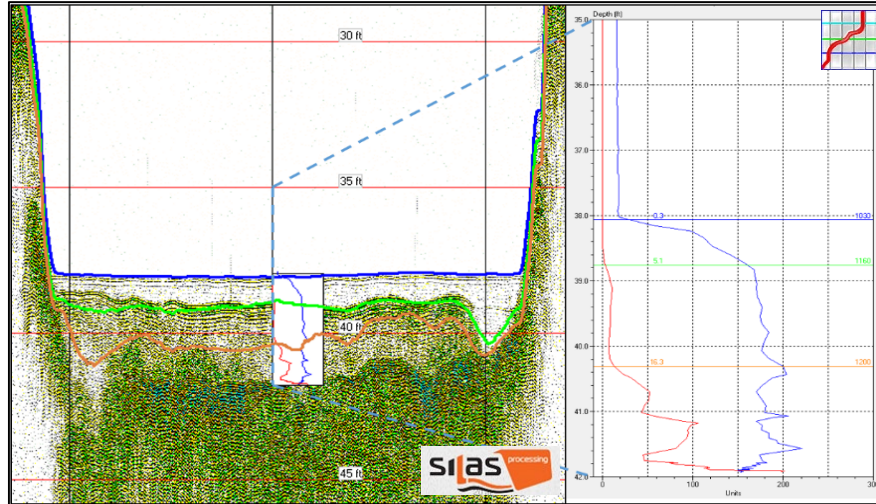 30 ft
35 ft
40 ft
45 ft
SILAS processing
Depth [ft]
35.0
36.0
37.0
38.0
39.0
40.0
41.0
42.0
0.3 1030
5.1 1160
16.3 1200
0 100 200 300
Units